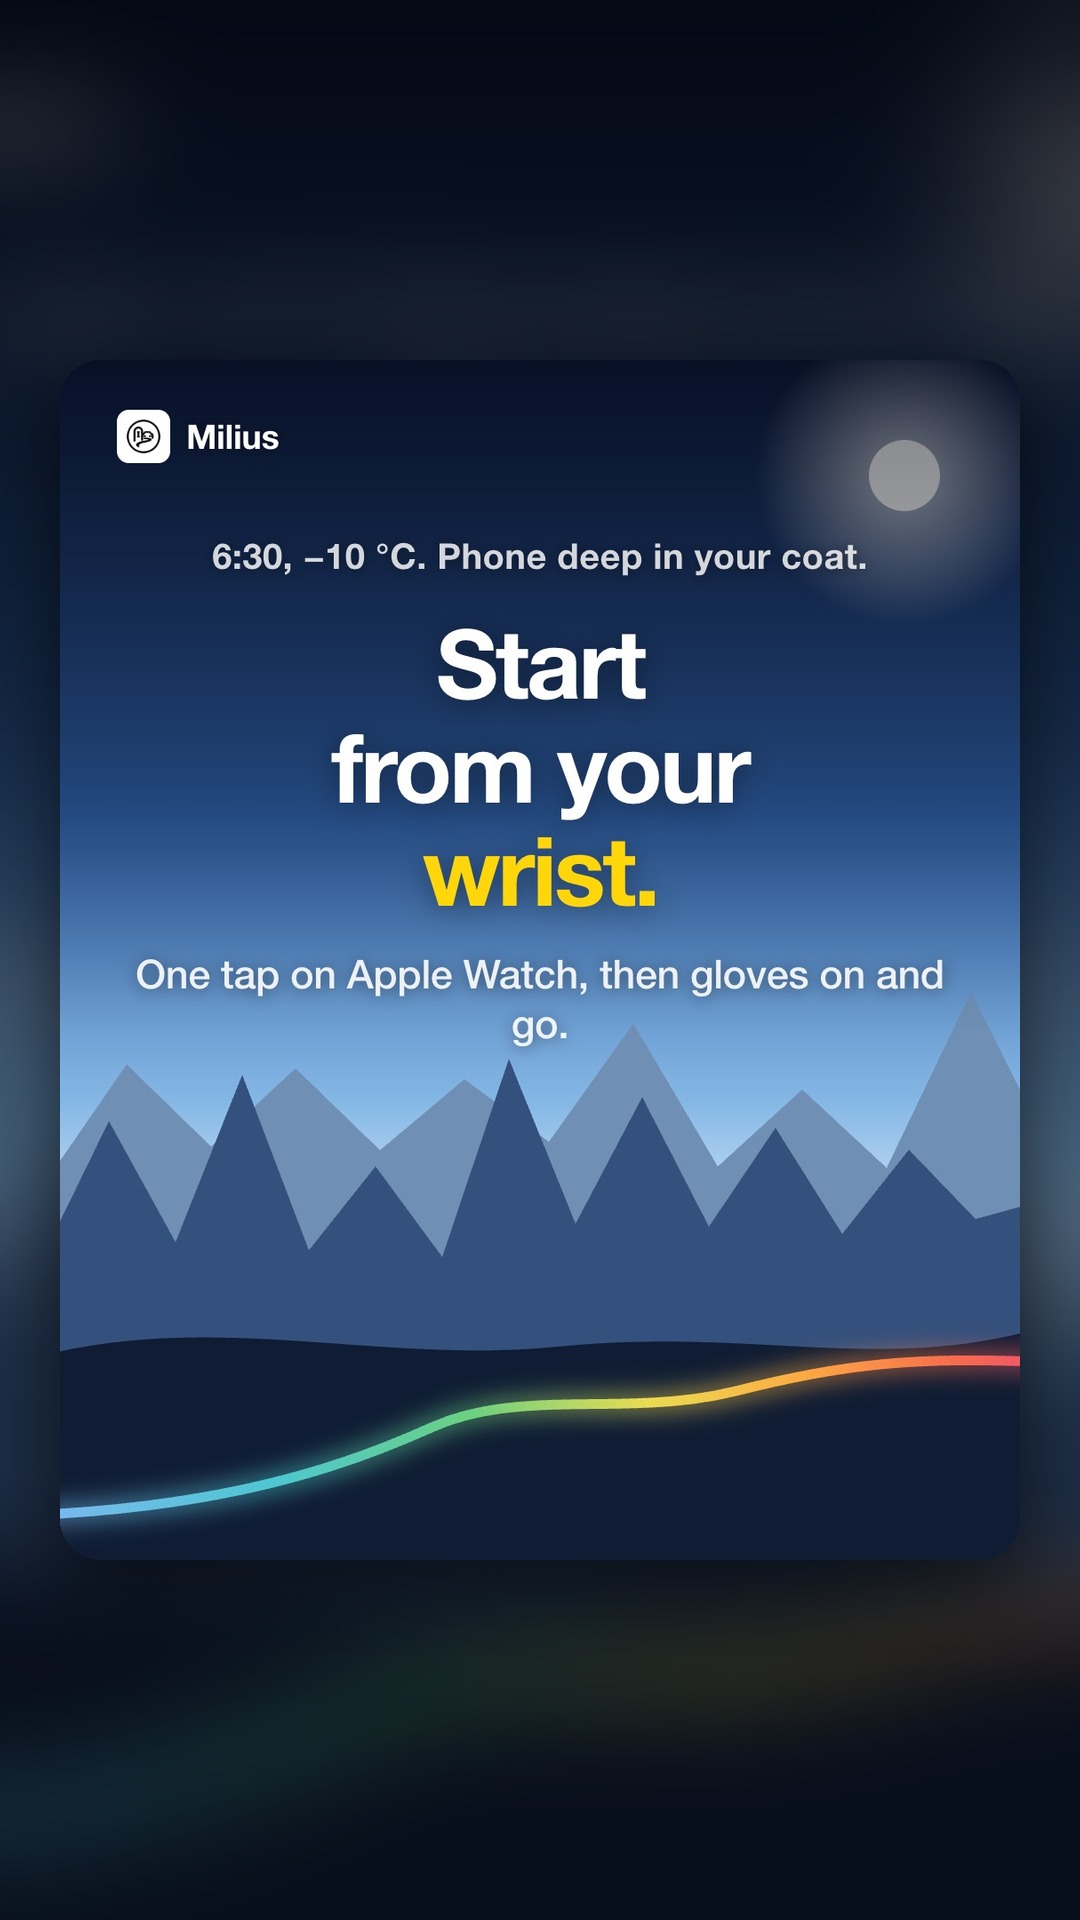 Milius
6:30, −10 °C. Phone deep in your coat.
Start
from your
wrist.
One tap on Apple Watch, then gloves on and
go.